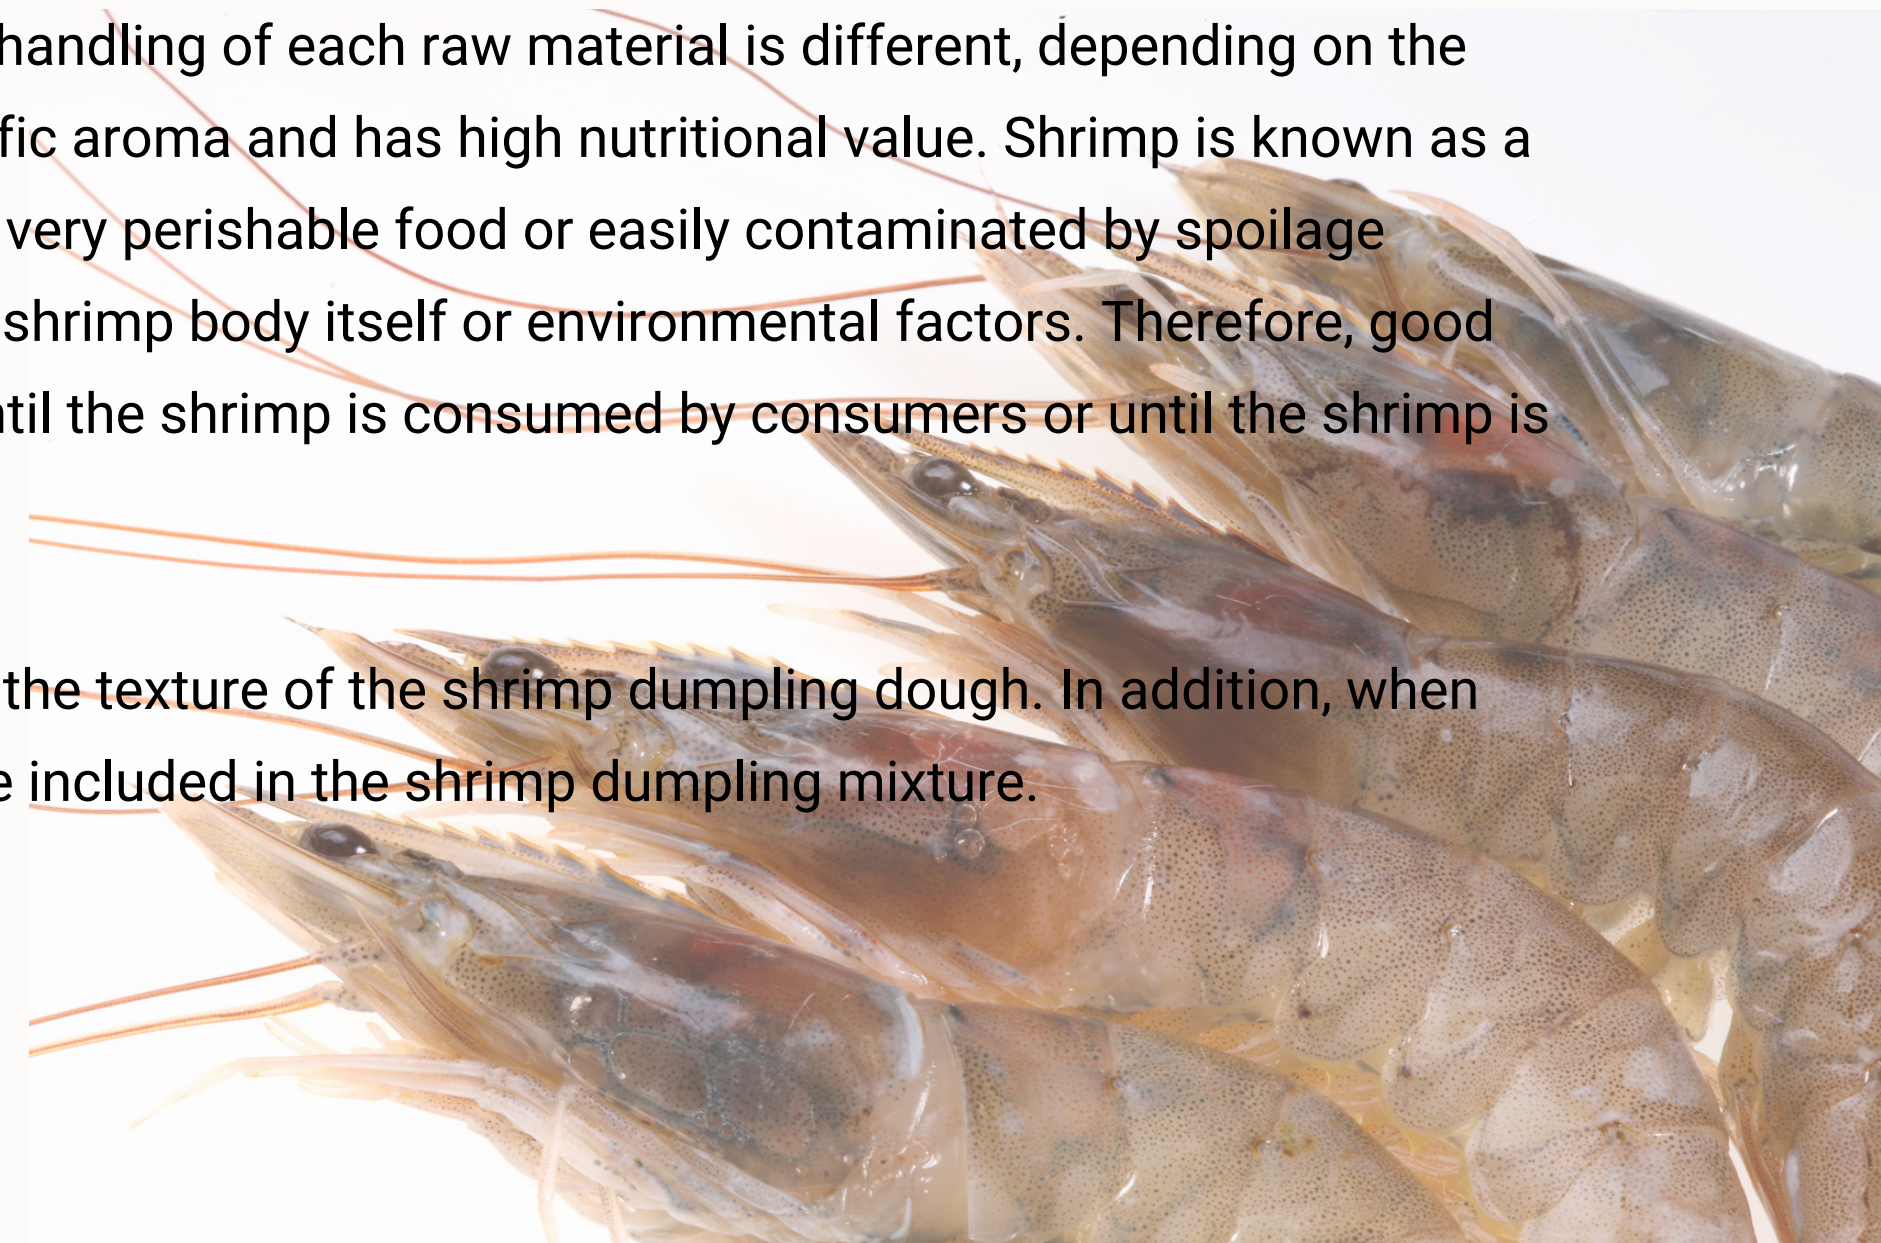 handling of each raw material is different, depending on the
fic aroma and has high nutritional value. Shrimp is known as a
very perishable food or easily contaminated by spoilage
shrimp body itself or environmental factors. Therefore, good
til the shrimp is consumed by consumers or until the shrimp is
the texture of the shrimp dumpling dough. In addition, when
e included in the shrimp dumpling mixture.